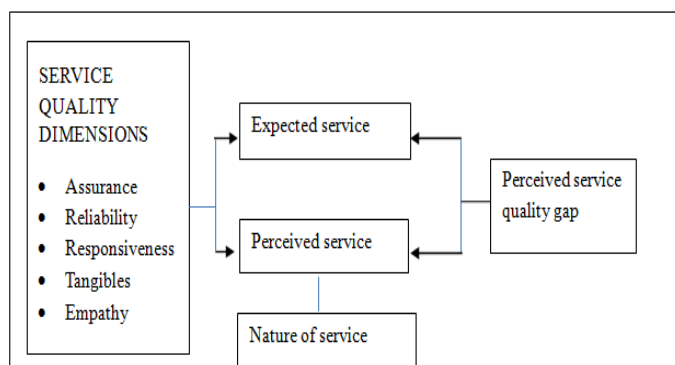 SERVICE
QUALITY
DIMENSIONS
• Assurance
• Reliability
• Responsiveness
• Tangibles
• Empathy
Expected service
Perceived service
Nature of service
Perceived service
quality gap